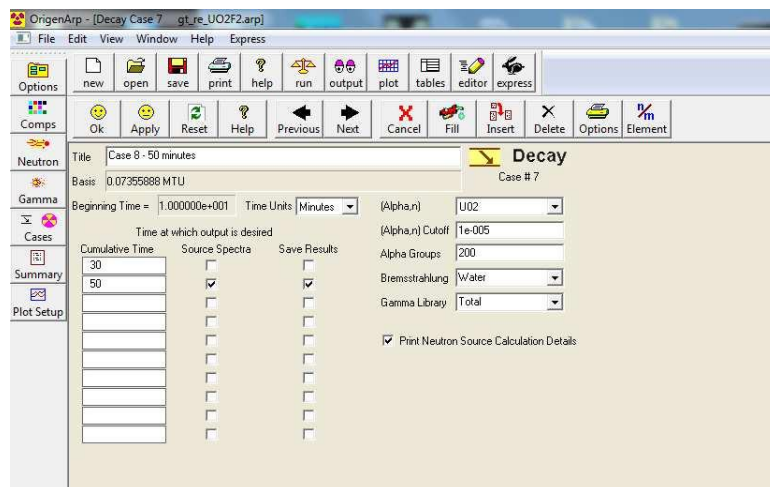 OrigenArp - [Decay Case 7 gt_re_UO2F2.arp]
File Edit View Window Help Express
Options
new open save print help run output plot tables editor express
Comps
Ok Apply Reset Help Previous Next Cancel Fill Insert Delete Options Element
Neutron
Title Case 8 - 50 minutes
Decay
Basis 0.07355888 MTU
Case # 7
Gamma
Beginning Time = 1.000000e+001 Time Units Minutes
(Alpha,n) UO2
Cases
Time at which output is desired
(Alpha,n) Cutoff 1e-005
Cumulative Time Source Spectra Save Results
Alpha Groups 200
30
Summary
Bremsstrahlung Water
50
Gamma Library Total
Plot Setup
Print Neutron Source Calculation Details